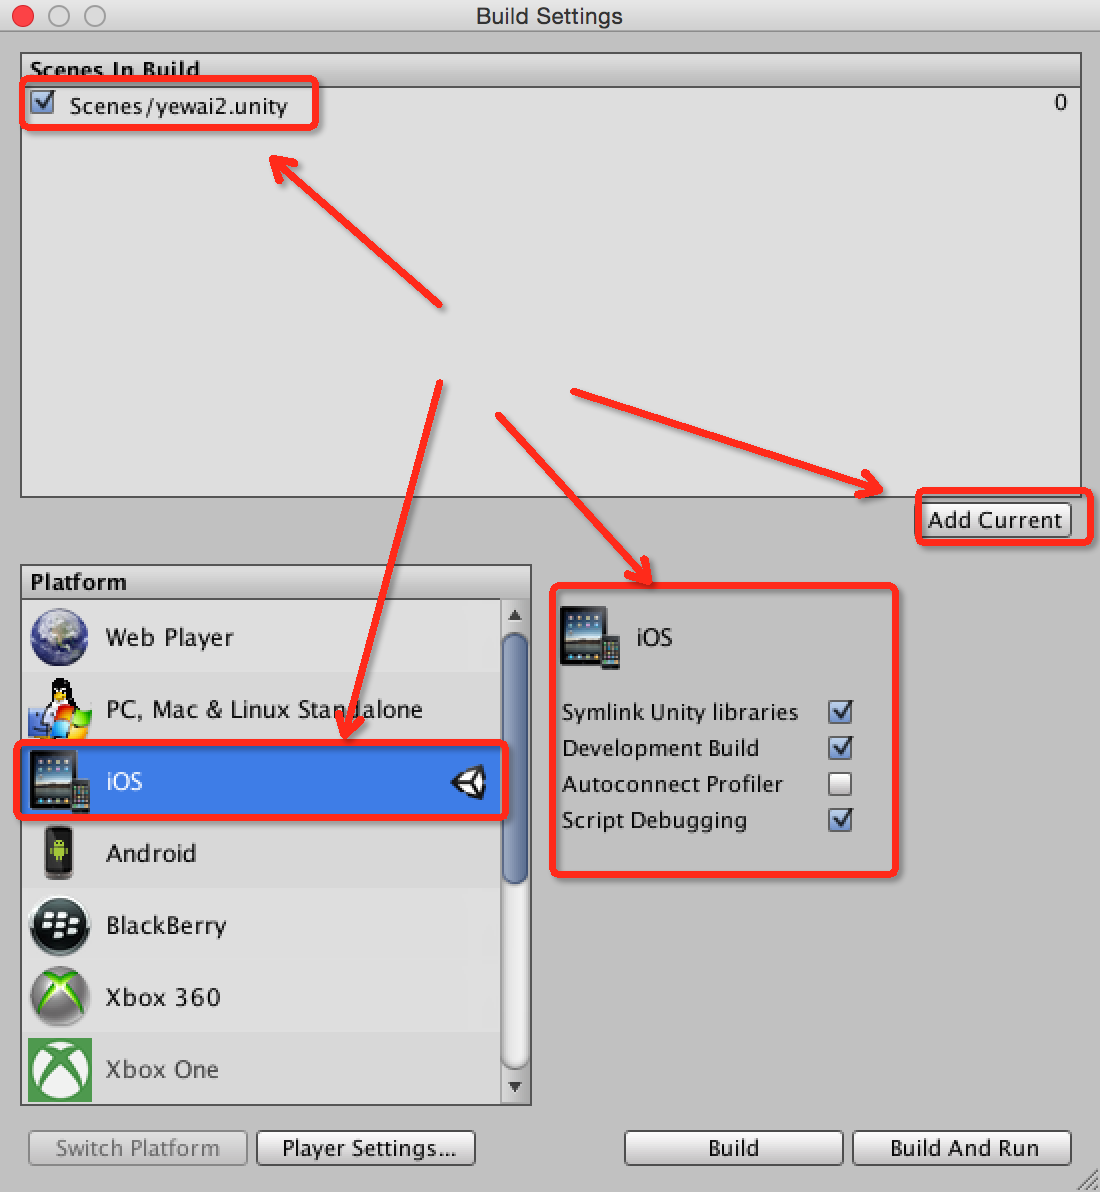 Build Settings
Scenes In Build
Scenes/yewai2.unity 0
Add Current
Platform
Web Player
PC, Mac & Linux Standalone
iOS
Android
BlackBerry
Xbox 360
Xbox One
iOS
Symlink Unity libraries
Development Build
Autoconnect Profiler
Script Debugging
Switch Platform
Player Settings...
Build
Build And Run